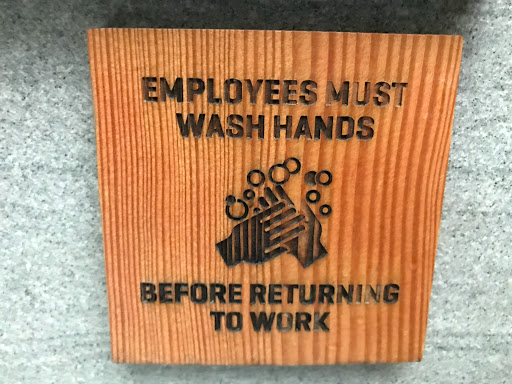 EMPLOYEES MUST
WASH HANDS
BEFORE RETURNING
TO WORK